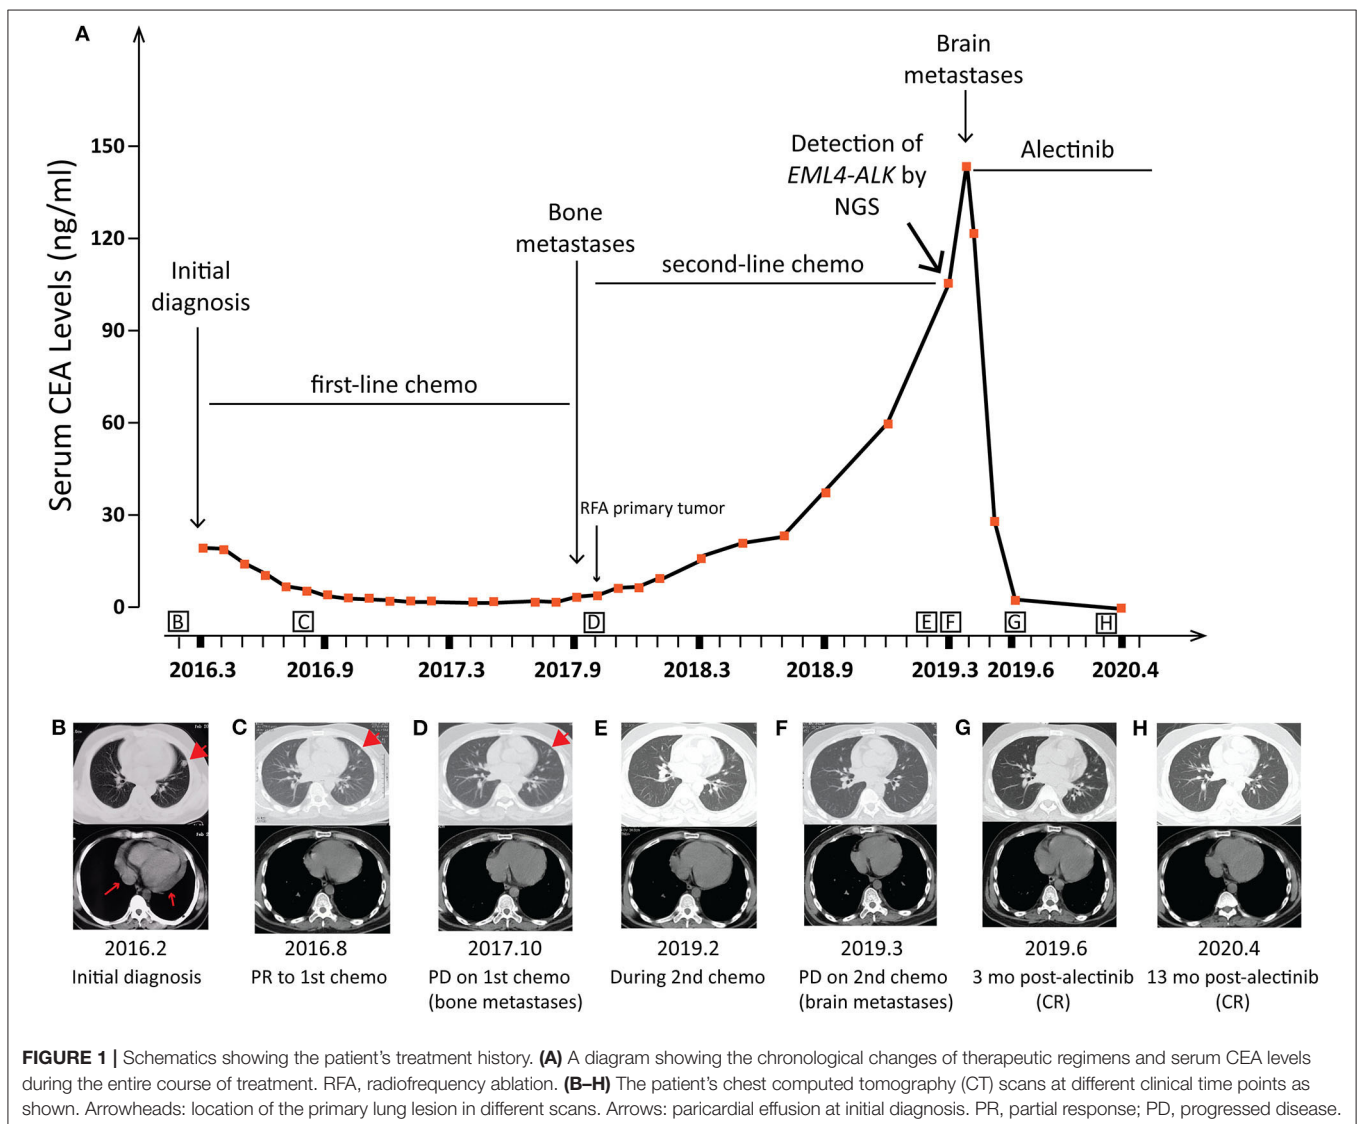 A
Brain
metastases
150
Detection of
EML4-ALK by
NGS
Alectinib
Bone
metastases
120
Initial
diagnosis
second-line chemo
90
first-line chemo
60
Serum CEA Levels (ng/ml)
30
RFA primary tumor
0
B C D E F G H
2016.3 2016.9 2017.3 2017.9 2018.3 2018.9 2019.3 2019.6 2020.4
B C D E F G H
2016.2 2016.8 2017.10 2019.2 2019.3 2019.6 2020.4
Initial diagnosis PR to 1st chemo PD on 1st chemo During 2nd chemo PD on 2nd chemo 3 mo post-alectinib 13 mo post-alectinib
(bone metastases) (brain metastases) (CR) (CR)
FIGURE 1 | Schematics showing the patient's treatment history. (A) A diagram showing the chronological changes of therapeutic regimens and serum CEA levels
during the entire course of treatment. RFA, radiofrequency ablation. (B–H) The patient's chest computed tomography (CT) scans at different clinical time points as
shown. Arrowheads: location of the primary lung lesion in different scans. Arrows: paricardial effusion at initial diagnosis. PR, partial response; PD, progressed disease.